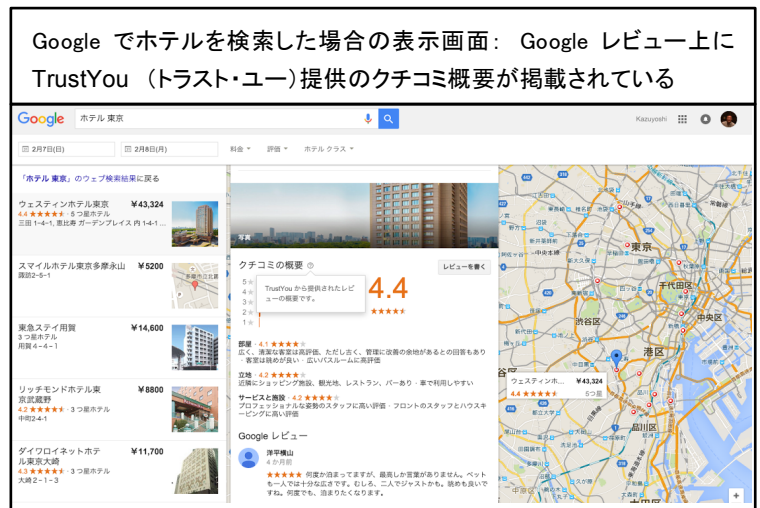 Google でホテルを検索した場合の表示画面： Google レビュー上に
TrustYou （トラスト・ユー）提供のクチコミ概要が掲載されている
Google
ホテル 東京
Kazuyoshi
2月7日(日)
2月8日(月)
料金
評価
ホテル クラス
「ホテル 東京」のウェブ検索結果に戻る
ウェスティンホテル東京 ¥43,324
4.4 ★★★★★ · 5つ星ホテル
三田 1-4-1, 恵比寿 ガーデンプレイス 内 1-4-1 ...
スマイルホテル東京多摩永山 ¥5200
諏訪2-5-1
東急ステイ用賀 ¥14,600
3つ星ホテル
用賀４−４−１
リッチモンドホテル東 ¥8800
京武蔵野
4.2 ★★★★★ · 3つ星ホテル
中町2-4-1
ダイワロイネットホテ ¥11,700
ル東京大崎
4.3 ★★★★★ · 3つ星ホテル
大崎２−１−３
写真
クチコミの概要
レビューを書く
5★
4★
3★
2★
1★
TrustYou から提供されたレビ
ューの概要です。
4.4
★★★★★
部屋 · 4.1 ★★★★★
広く、清潔な客室は高評価、ただし古く、管理に改善の余地があるとの回答もあり
· 客室は眺めが良い · 広いバスルームに高評価
立地 · 4.2 ★★★★★
近隣にショッピング施設、観光地、レストラン、バーあり · 車で利用しやすい
サービスと施設 · 4.2 ★★★★★
プロフェッショナルな姿勢のスタッフに高い評価 · フロントのスタッフとハウスキ
ーピングに高い評価
Google レビュー
洋平横山
4 か月前
★★★★★ 何度か泊まってますが、最高しか言葉がありません。ベット
も一人では十分な広さです。むしろ、二人でジャストかも。眺めも良いで
すね。何度でも、泊まりたくなります。
東京
千代田区
中央区
渋谷区
港区
品川区
ウェスティンホ... ¥43,324
4.4 ★★★★★ 5つ星